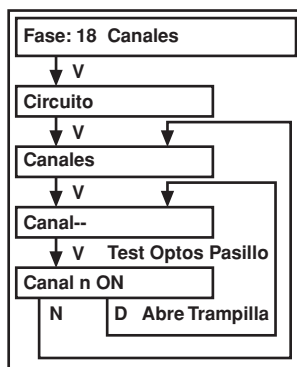 Fase: 18 Canales
V
Circuito
V
Canales
V
Canal--
V Test Optos Pasillo
Canal n ON
N D Abre Trampilla